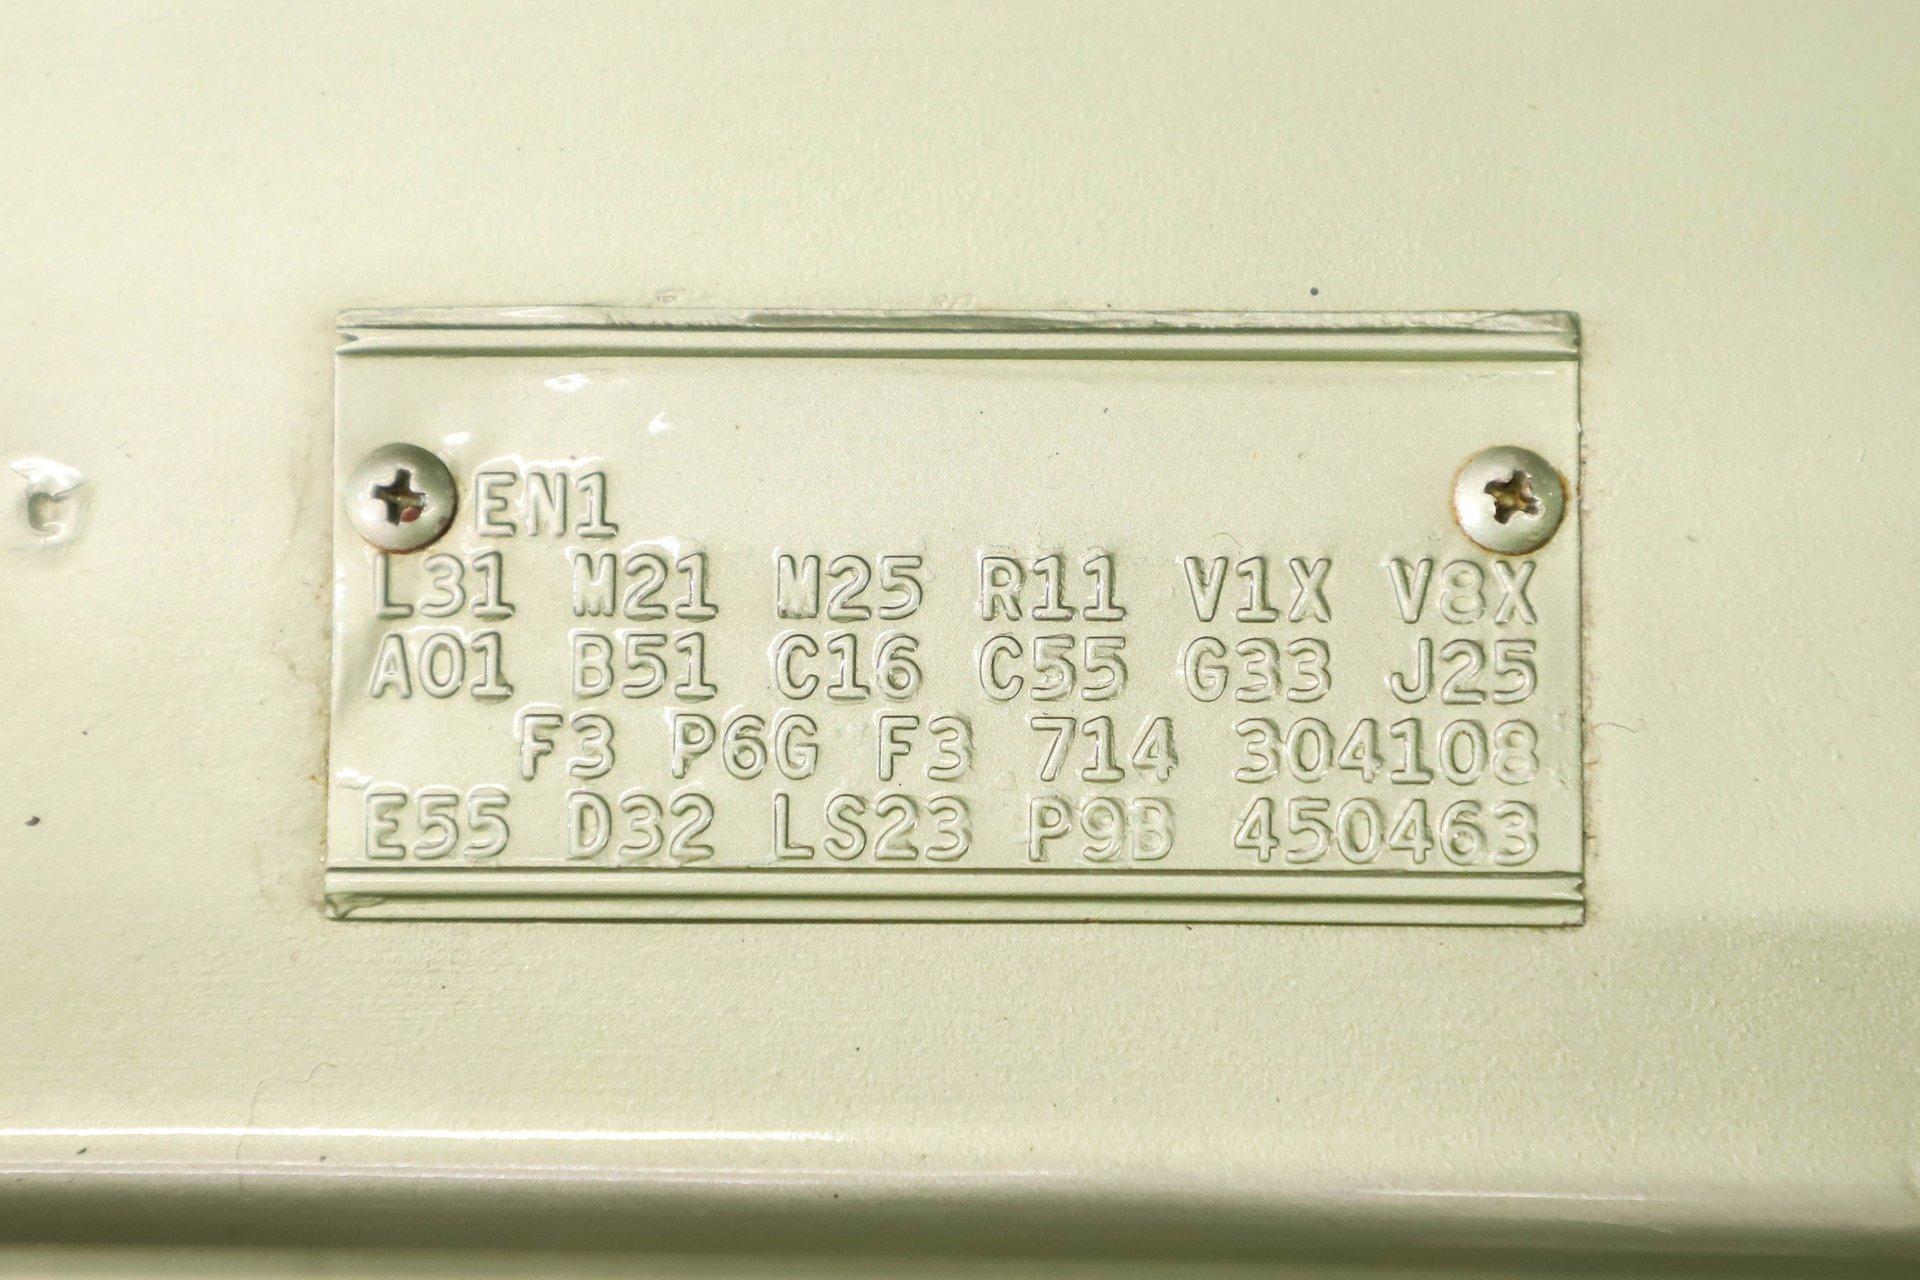 EN1
L31 M21 M25 R11 V1X V8X
A01 B51 C16 C55 G33 J25
F3 P6G F3 714 304108
E55 D32 LS23 P9B 450463